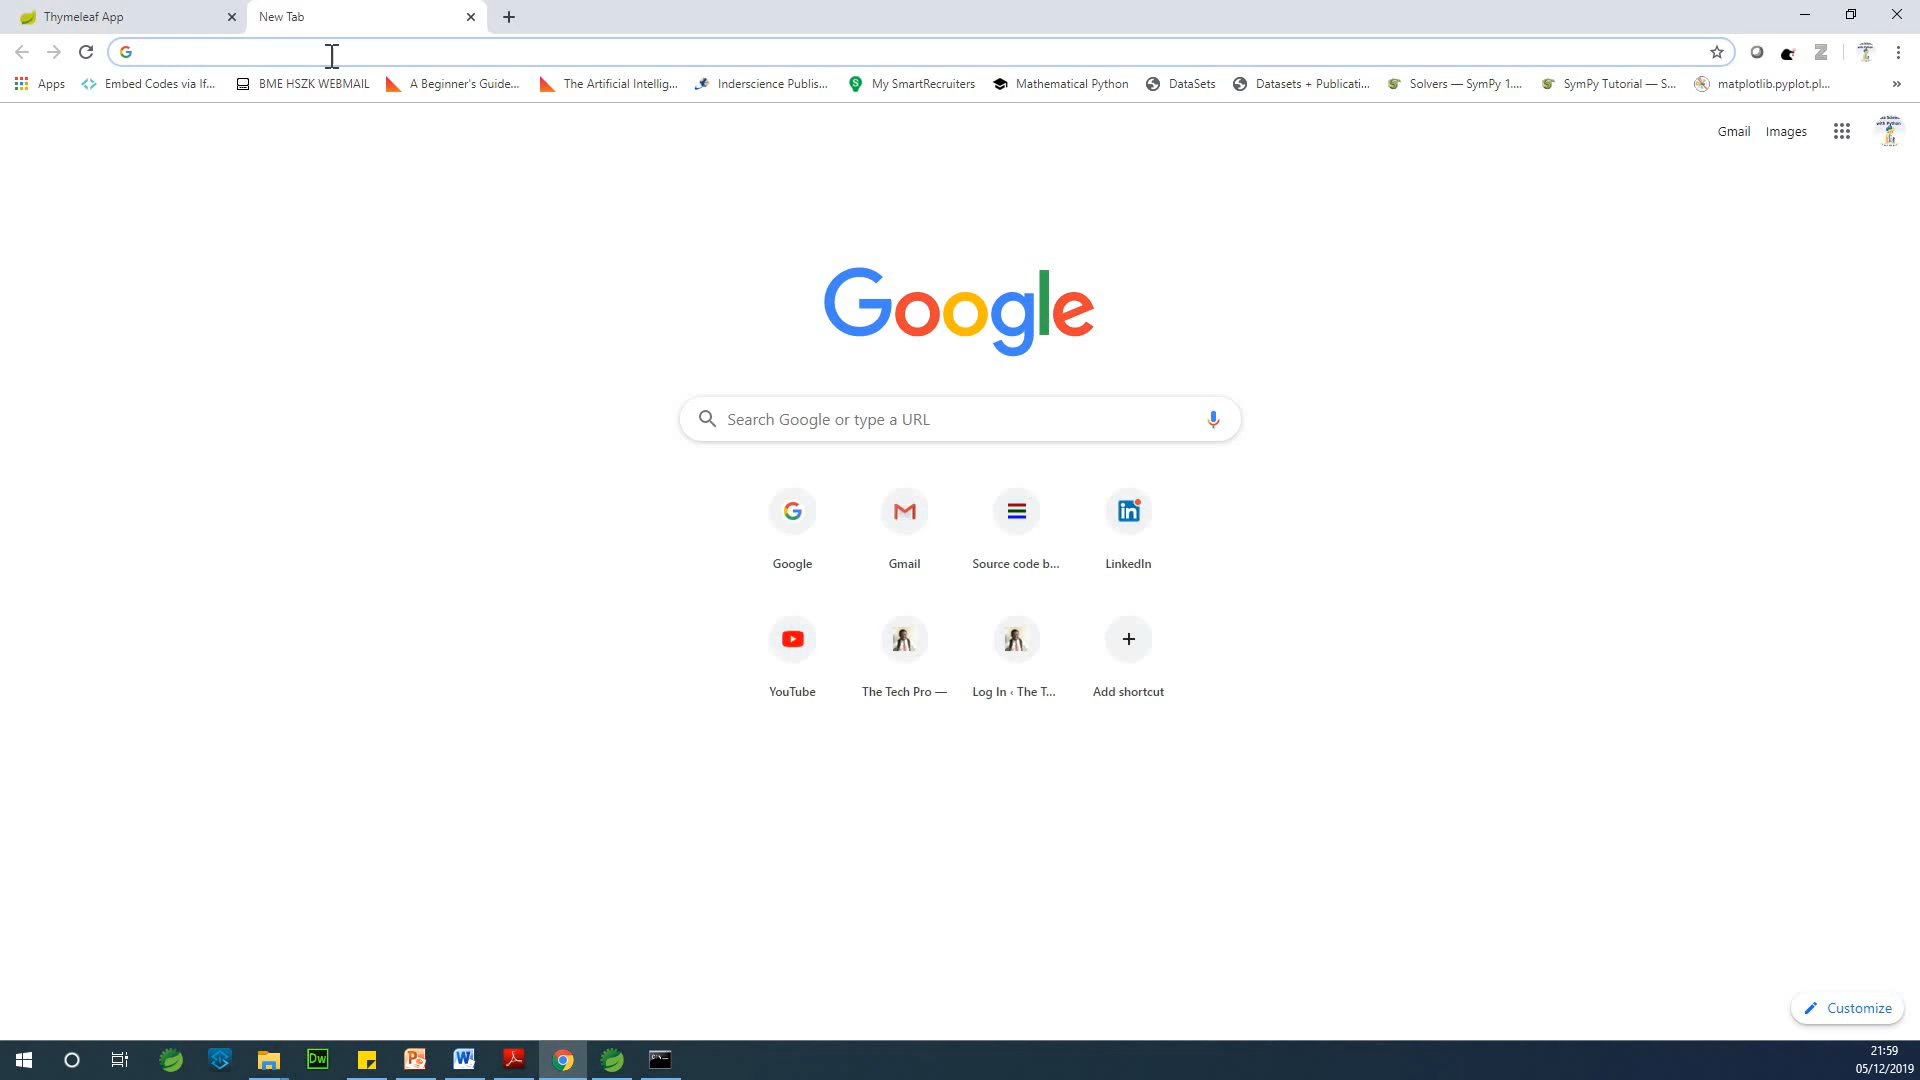 Thymeleaf App
New Tab
Apps
Embed Codes via If...
BME HSZK WEBMAIL
A Beginner's Guide...
The Artificial Intellig...
Inderscience Publis...
My SmartRecruiters
Mathematical Python
DataSets
Datasets + Publicati...
Solvers — SymPy 1....
SymPy Tutorial — S...
matplotlib.pyplot.pl...
»
Gmail
Images
Google
Search Google or type a URL
Google
Gmail
Source code b...
LinkedIn
YouTube
The Tech Pro —
Log In ‹ The T...
Add shortcut
Customize
Dw
21:59
05/12/2019